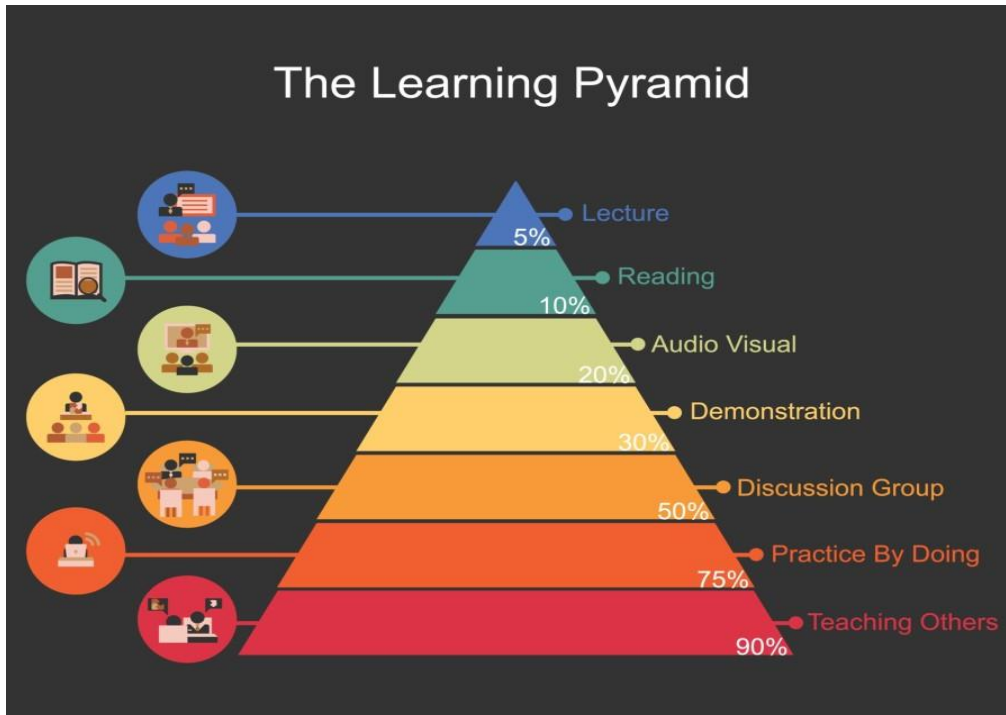 The Learning Pyramid
Lecture
5%
Reading
10%
Audio Visual
20%
Demonstration
30%
Discussion Group
50%
Practice By Doing
75%
Teaching Others
90%